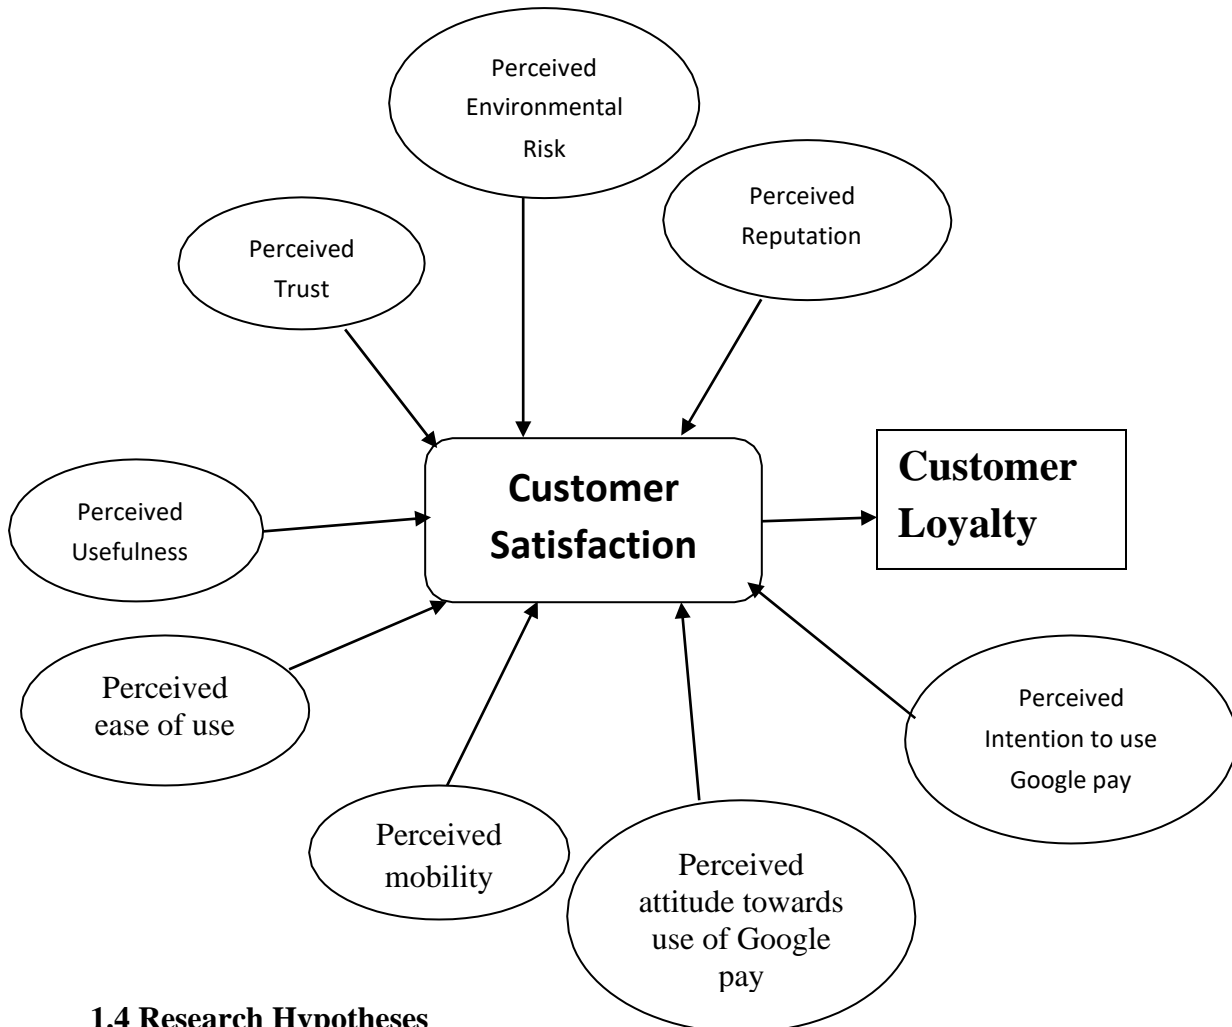 Perceived
Environmental
Risk
Perceived
Reputation
Perceived
Trust
Customer
Satisfaction
Customer
Loyalty
Perceived
Usefulness
Perceived
ease of use
Perceived
Intention to use
Google pay
Perceived
mobility
Perceived
attitude towards
use of Google
pay
1.4 Research Hypotheses